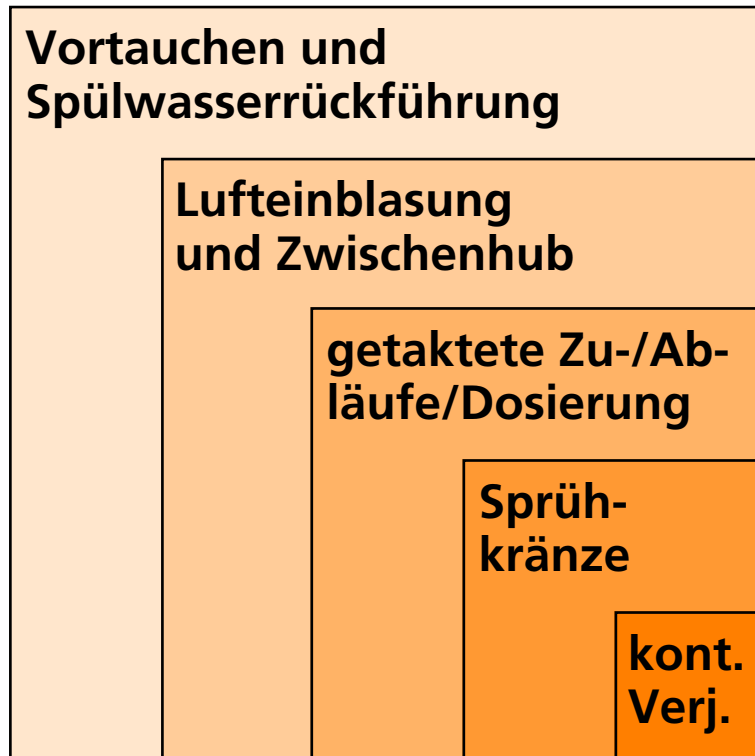 Vortauchen und
Spülwasserrückführung
Lufteinblasung
und Zwischenhub
getaktete Zu-/Ab-
läufe/Dosierung
Sprüh-
kränze
kont.
Verj.